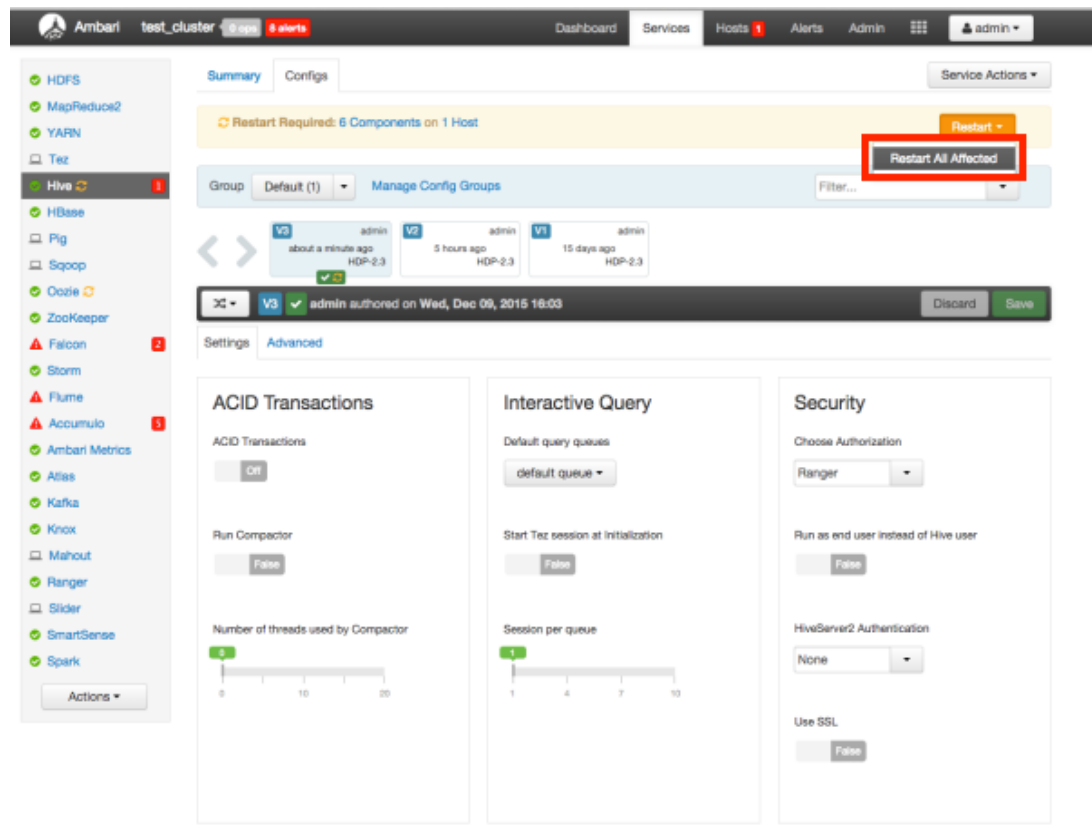 Ambari test_cluster 0 ops 8 alerts Dashboard Services Hosts 1 Alerts Admin admin
HDFS
MapReduce2
YARN
Tez
Hive 1
HBase
Pig
Sqoop
Oozie
ZooKeeper
Falcon 2
Storm
Flume
Accumulo 5
Ambari Metrics
Atlas
Kafka
Knox
Mahout
Ranger
Slider
SmartSense
Spark
Actions
Summary Configs Service Actions
Restart Required: 6 Components on 1 Host Restart
Restart All Affected
Group Default (1) Manage Config Groups Filter...
V3 admin V2 admin V1 admin
about a minute ago 5 hours ago 15 days ago
HDP-2.3 HDP-2.3 HDP-2.3
V3 admin authored on Wed, Dec 09, 2015 16:03 Discard Save
Settings Advanced
ACID Transactions
ACID Transactions
Off
Run Compactor
False
Number of threads used by Compactor
0
0 10 20
Interactive Query
Default query queues
default queue
Start Tez session at Initialization
False
Session per queue
1
1 4 7 10
Security
Choose Authorization
Ranger
Run as end user instead of Hive user
False
HiveServer2 Authentication
None
Use SSL
False